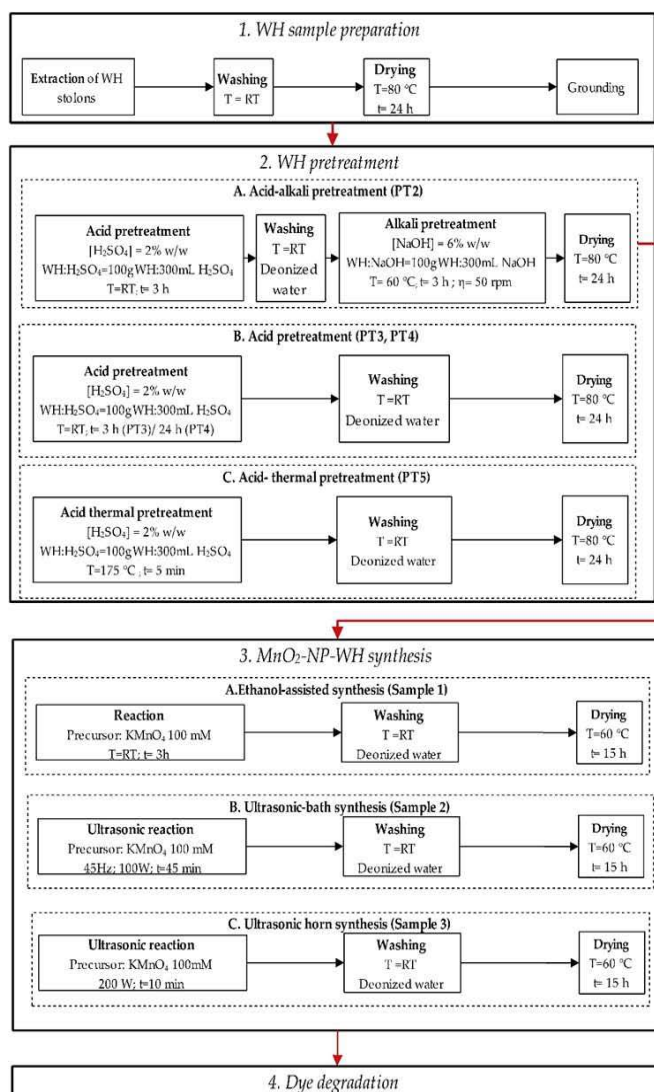 1. WH sample preparation
Extraction of WH
stolons
Washing
T = RT
Drying
T=80 °C
t= 24 h
Grounding
2. WH pretreatment
A. Acid-alkali pretreatment (PT2)
Acid pretreatment
[H₂SO₄] = 2% w/w
WH:H₂SO₄=100gWH:300mL H₂SO₄
T=RT; t= 3 h
Washing
T =RT
Deonized
water
Alkali pretreatment
[NaOH] = 6% w/w
WH:NaOH=100gWH:300mL NaOH
T= 60 °C, t= 3 h ; η= 50 rpm
Drying
T=80 °C
t= 24 h
B. Acid pretreatment (PT3, PT4)
Acid pretreatment
[H₂SO₄] = 2% w/w
WH:H₂SO₄=100gWH:300mL H₂SO₄
T=RT; t= 3 h (PT3)/ 24 h (PT4)
Washing
T =RT
Deonized water
Drying
T=80 °C
t= 24 h
C. Acid- thermal pretreatment (PT5)
Acid thermal pretreatment
[H₂SO₄] = 2% w/w
WH:H₂SO₄=100gWH:300mL H₂SO₄
T=175 °C , t= 5 min
Washing
T =RT
Deonized water
Drying
T=80 °C
t= 24 h
3. MnO₂-NP-WH synthesis
A.Ethanol-assisted synthesis (Sample 1)
Reaction
Precursor: KMnO₄ 100 mM
T=RT; t= 3h
Washing
T =RT
Deonized water
Drying
T=60 °C
t= 15 h
B. Ultrasonic-bath synthesis (Sample 2)
Ultrasonic reaction
Precursor: KMnO₄ 100 mM
45Hz; 100W; t=45 min
Washing
T =RT
Deonized water
Drying
T=60 °C
t= 15 h
C. Ultrasonic horn synthesis (Sample 3)
Ultrasonic reaction
Precursor: KMnO₄ 100mM
200 W; t=10 min
Washing
T =RT
Deonized water
Drying
T=60 °C
t= 15 h
4. Dye degradation